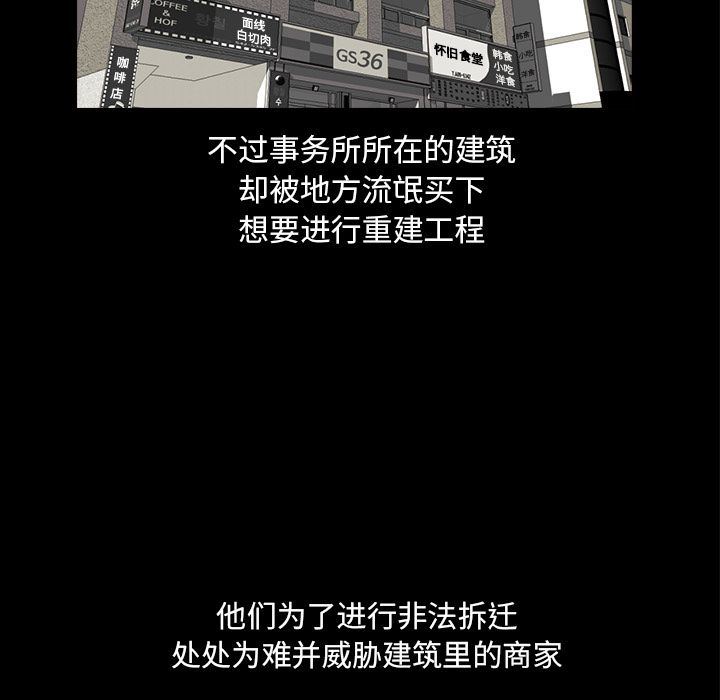 COFFEE
& HOF
황칠
面线
白切肉
咖啡店
GS36
수
怀旧食堂
韩食
小吃
洋食
不过事务所所在的建筑
却被地方流氓买下
想要进行重建工程
他们为了进行非法拆迁
处处为难并威胁建筑里的商家